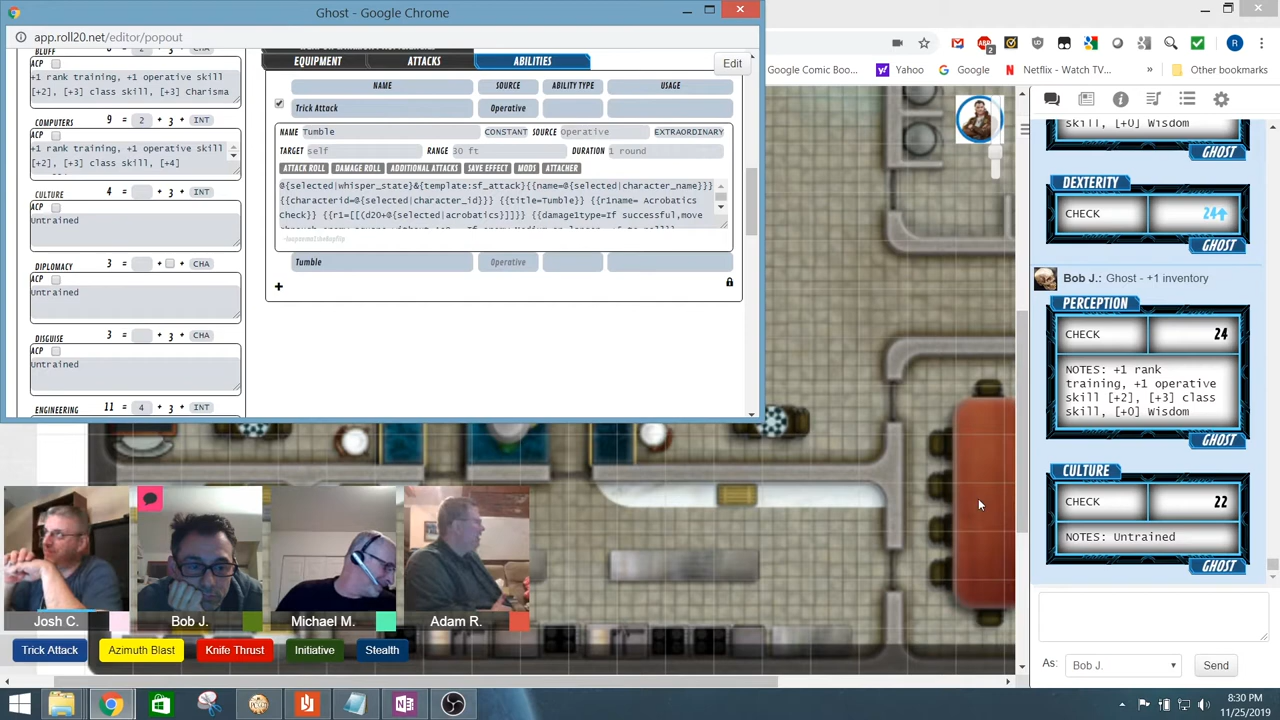 Ghost - Google Chrome
app.roll20.net/editor/popout
BLUFF
ACP
+1 rank training, +1 operative skill
[+2], [+3] class skill, [+3] charisma
COMPUTERS 9 = 2 + 3 + INT
ACP
+1 rank training, +1 operative skill
[+2], [+3] class skill, [+4]
CULTURE 4 = + 3 + INT
ACP
Untrained
DIPLOMACY 3 = + + CHA
ACP
Untrained
DISGUISE 3 = + 3 + CHA
ACP
Untrained
ENGINEERING 11 = 4 + 3 + INT
EQUIPMENT ATTACKS ABILITIES
Edit
NAME SOURCE ABILITY TYPE USAGE
Trick Attack Operative
NAME Tumble CONSTANT SOURCE operative EXTRAORDINARY
TARGET self RANGE 30 ft DURATION 1 round
ATTACK ROLL DAMAGE ROLL ADDITIONAL ATTACKS SAVE EFFECT MODS ATTACHER
@{selected|whisper_state}&{template:sf_attack}{{name=@{selected|character_name}}}
{{characterid=@{selected|character_id}}}{{title=Tumble}} {{r1name= Acrobatics
Check}} {{r1=[[d20+@{selected|acrobatics}]]}} {{damage1type=If successful,move
Tumble Operative
+
Google Comic Boo...
Yahoo
Google
Netflix - Watch TV...
»
Other bookmarks
R
2
skill, [+0] Wisdom
GHOST
DEXTERITY
CHECK 24
GHOST
Bob J.: Ghost - +1 inventory
PERCEPTION
CHECK 24
NOTES: +1 rank
training, +1 operative
skill [+2], [+3] class
skill, [+0] Wisdom
GHOST
CULTURE
CHECK 22
NOTES: Untrained
GHOST
As: Bob J. Send
Josh C. Bob J. Michael M. Adam R.
Trick Attack Azimuth Blast Knife Thrust Initiative Stealth
8:30 PM
11/25/2019